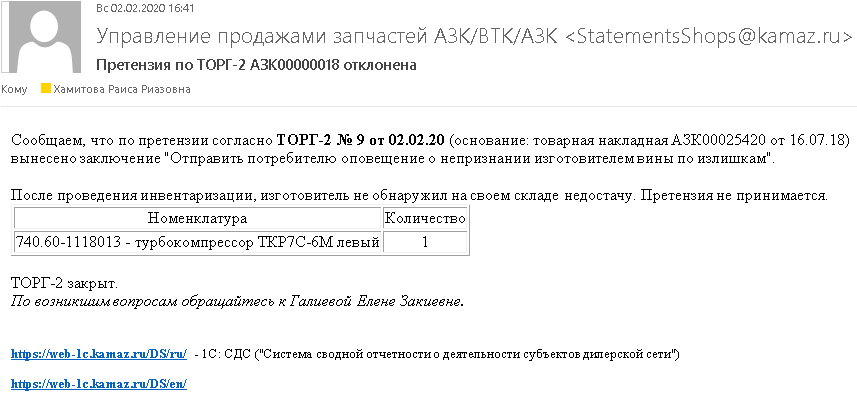 Вс 02.02.2020 16:41
Управление продажами запчастей АЗК/ВТК/АЗК <StatementsShops@kamaz.ru>
Претензия по ТОРГ-2 АЗК00000018 отклонена
Кому Хамитова Раиса Риазовна
Сообщаем, что по претензии согласно ТОРГ-2 № 9 от 02.02.20 (основание: товарная накладная АЗК00025420 от 16.07.18)
вынесено заключение "Отправить потребителю оповещение о непризнании изготовителем вины по излишкам".
После проведения инвентаризации, изготовитель не обнаружил на своем складе недостачу. Претензия не принимается.
Номенклатура Количество
740.60-1118013 - турбокомпрессор ТКР7С-6М левый 1
ТОРГ-2 закрыт.
По возникшим вопросам обращайтесь к Галиевой Елене Закиевне.
https://web-1c.kamaz.ru/DS/ru/ - 1С: СДС ("Система сводной отчетности о деятельности субъектов дилерской сети")
https://web-1c.kamaz.ru/DS/en/